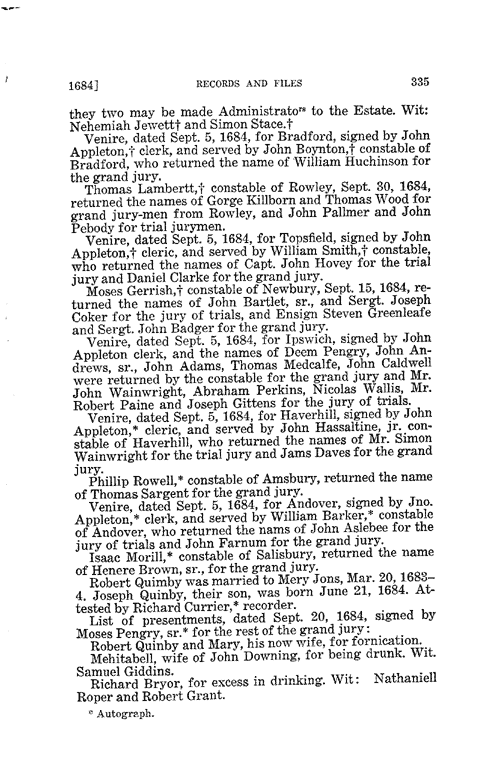 1684]                    RECORDS AND FILES                    335
they two may be made Administratoʳˢ to the Estate. Wit:
Nehemiah Jewett† and Simon Stace.†
Venire, dated Sept. 5, 1684, for Bradford, signed by John
Appleton,† clerk, and served by John Boynton,† constable of
Bradford, who returned the name of William Huchinson for
the grand jury.
Thomas Lambertt,† constable of Rowley, Sept. 30, 1684,
returned the names of Gorge Killborn and Thomas Wood for
grand jury-men from Rowley, and John Pallmer and John
Pebody for trial jurymen.
Venire, dated Sept. 5, 1684, for Topsfield, signed by John
Appleton,† cleric, and served by William Smith,† constable,
who returned the names of Capt. John Hovey for the trial
jury and Daniel Clarke for the grand jury.
Moses Gerrish,† constable of Newbury, Sept. 15, 1684, re-
turned the names of John Bartlet, sr., and Sergt. Joseph
Coker for the jury of trials, and Ensign Steven Greenleafe
and Sergt. John Badger for the grand jury.
Venire, dated Sept. 5, 1684, for Ipswich, signed by John
Appleton clerk, and the names of Deem Pengry, John An-
drews, sr., John Adams, Thomas Medcalfe, John Caldwell
were returned by the constable for the grand jury and Mr.
John Wainwright, Abraham Perkins, Nicolas Wallis, Mr.
Robert Paine and Joseph Gittens for the jury of trials.
Venire, dated Sept. 5, 1684, for Haverhill, signed by John
Appleton,* cleric, and served by John Hassaltine, jr. con-
stable of Haverhill, who returned the names of Mr. Simon
Wainwright for the trial jury and Jams Daves for the grand
jury.
Phillip Rowell,* constable of Amsbury, returned the name
of Thomas Sargent for the grand jury.
Venire, dated Sept. 5, 1684, for Andover, signed by Jno.
Appleton,* clerk, and served by William Barker,* constable
of Andover, who returned the nams of John Aslebee for the
jury of trials and John Farnum for the grand jury.
Isaac Morill,* constable of Salisbury, returned the name
of Henere Brown, sr., for the grand jury.
Robert Quimby was married to Mery Jons, Mar. 20, 1683–
4. Joseph Quinby, their son, was born June 21, 1684. At-
tested by Richard Currier,* recorder.
List of presentments, dated Sept. 20, 1684, signed by
Moses Pengry, sr.* for the rest of the grand jury:
Robert Quinby and Mary, his now wife, for fornication.
Mehitabell, wife of John Downing, for being drunk. Wit.
Samuel Giddins.
Richard Bryor, for excess in drinking. Wit: Nathaniell
Roper and Robert Grant.
* Autograph.